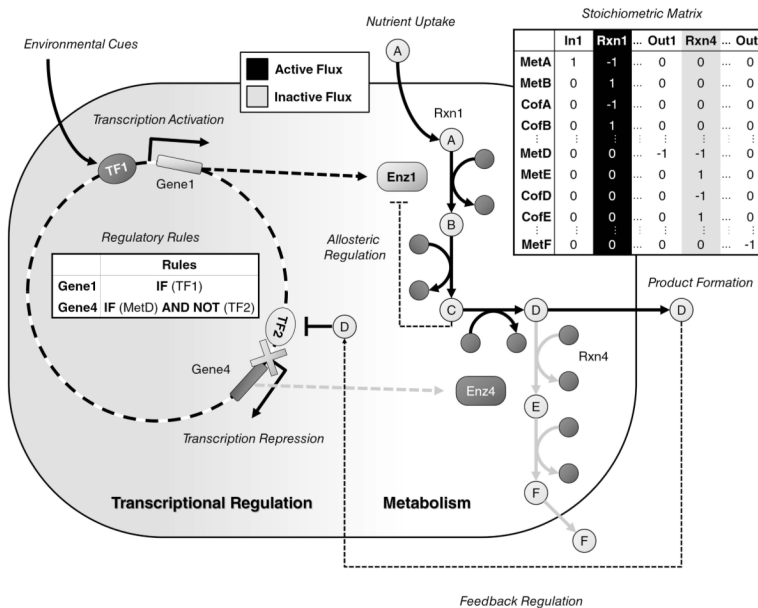 Nutrient Uptake
Stoichiometric Matrix
Environmental Cues
A
In1 Rxn1 ... Out1 Rxn4 ... Out
MetA 1 -1 ... 0 0 ... 0
MetB 0 1 ... 0 0 ... 0
CofA 0 -1 ... 0 0 ... 0
CofB 0 1 ... 0 0 ... 0
⋮ ⋮ ⋮ ⋮ ⋮ ⋮ ⋮ ⋮
MetD 0 0 ... -1 -1 ... 0
MetE 0 0 ... 0 1 ... 0
CofD 0 0 ... 0 -1 ... 0
CofE 0 0 ... 0 1 ... 0
⋮ ⋮ ⋮ ⋮ ⋮ ⋮ ⋮ ⋮
MetF 0 0 ... 0 0 ... -1
Active Flux
Inactive Flux
Transcription Activation
Rxn1
A
TF1
Gene1
Enz1
B
Regulatory Rules
Allosteric
Regulation
Rules
Gene1 IF (TF1)
Gene4 IF (MetD) AND NOT (TF2)
Product Formation
C
D
D
TF2
D
Gene4
Rxn4
Enz4
E
Transcription Repression
F
Transcriptional Regulation
Metabolism
F
Feedback Regulation